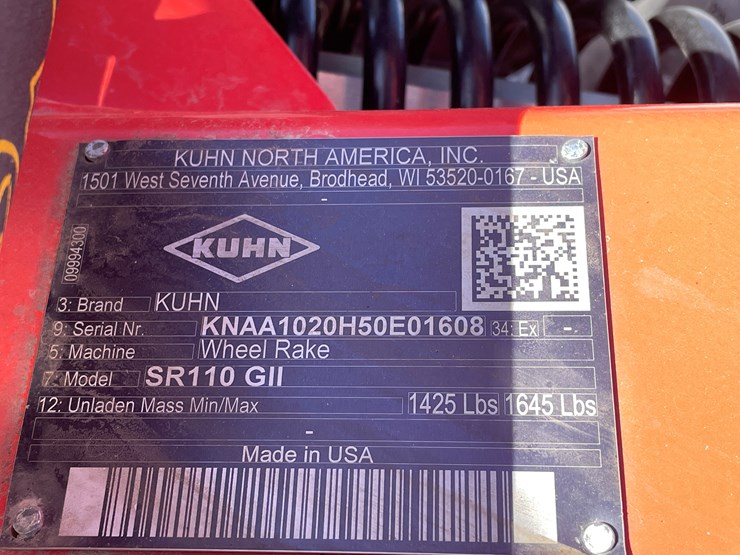 KUHN NORTH AMERICA, INC.
1501 West Seventh Avenue, Brodhead, WI 53520-0167 - USA
-
09994300
KUHN
3: Brand KUHN
9: Serial Nr. KNAA1020H50E01608 34: Ex -
5: Machine Wheel Rake
7: Model SR110 GII
12: Unladen Mass Min/Max 1425 Lbs 1645 Lbs
-
Made in USA